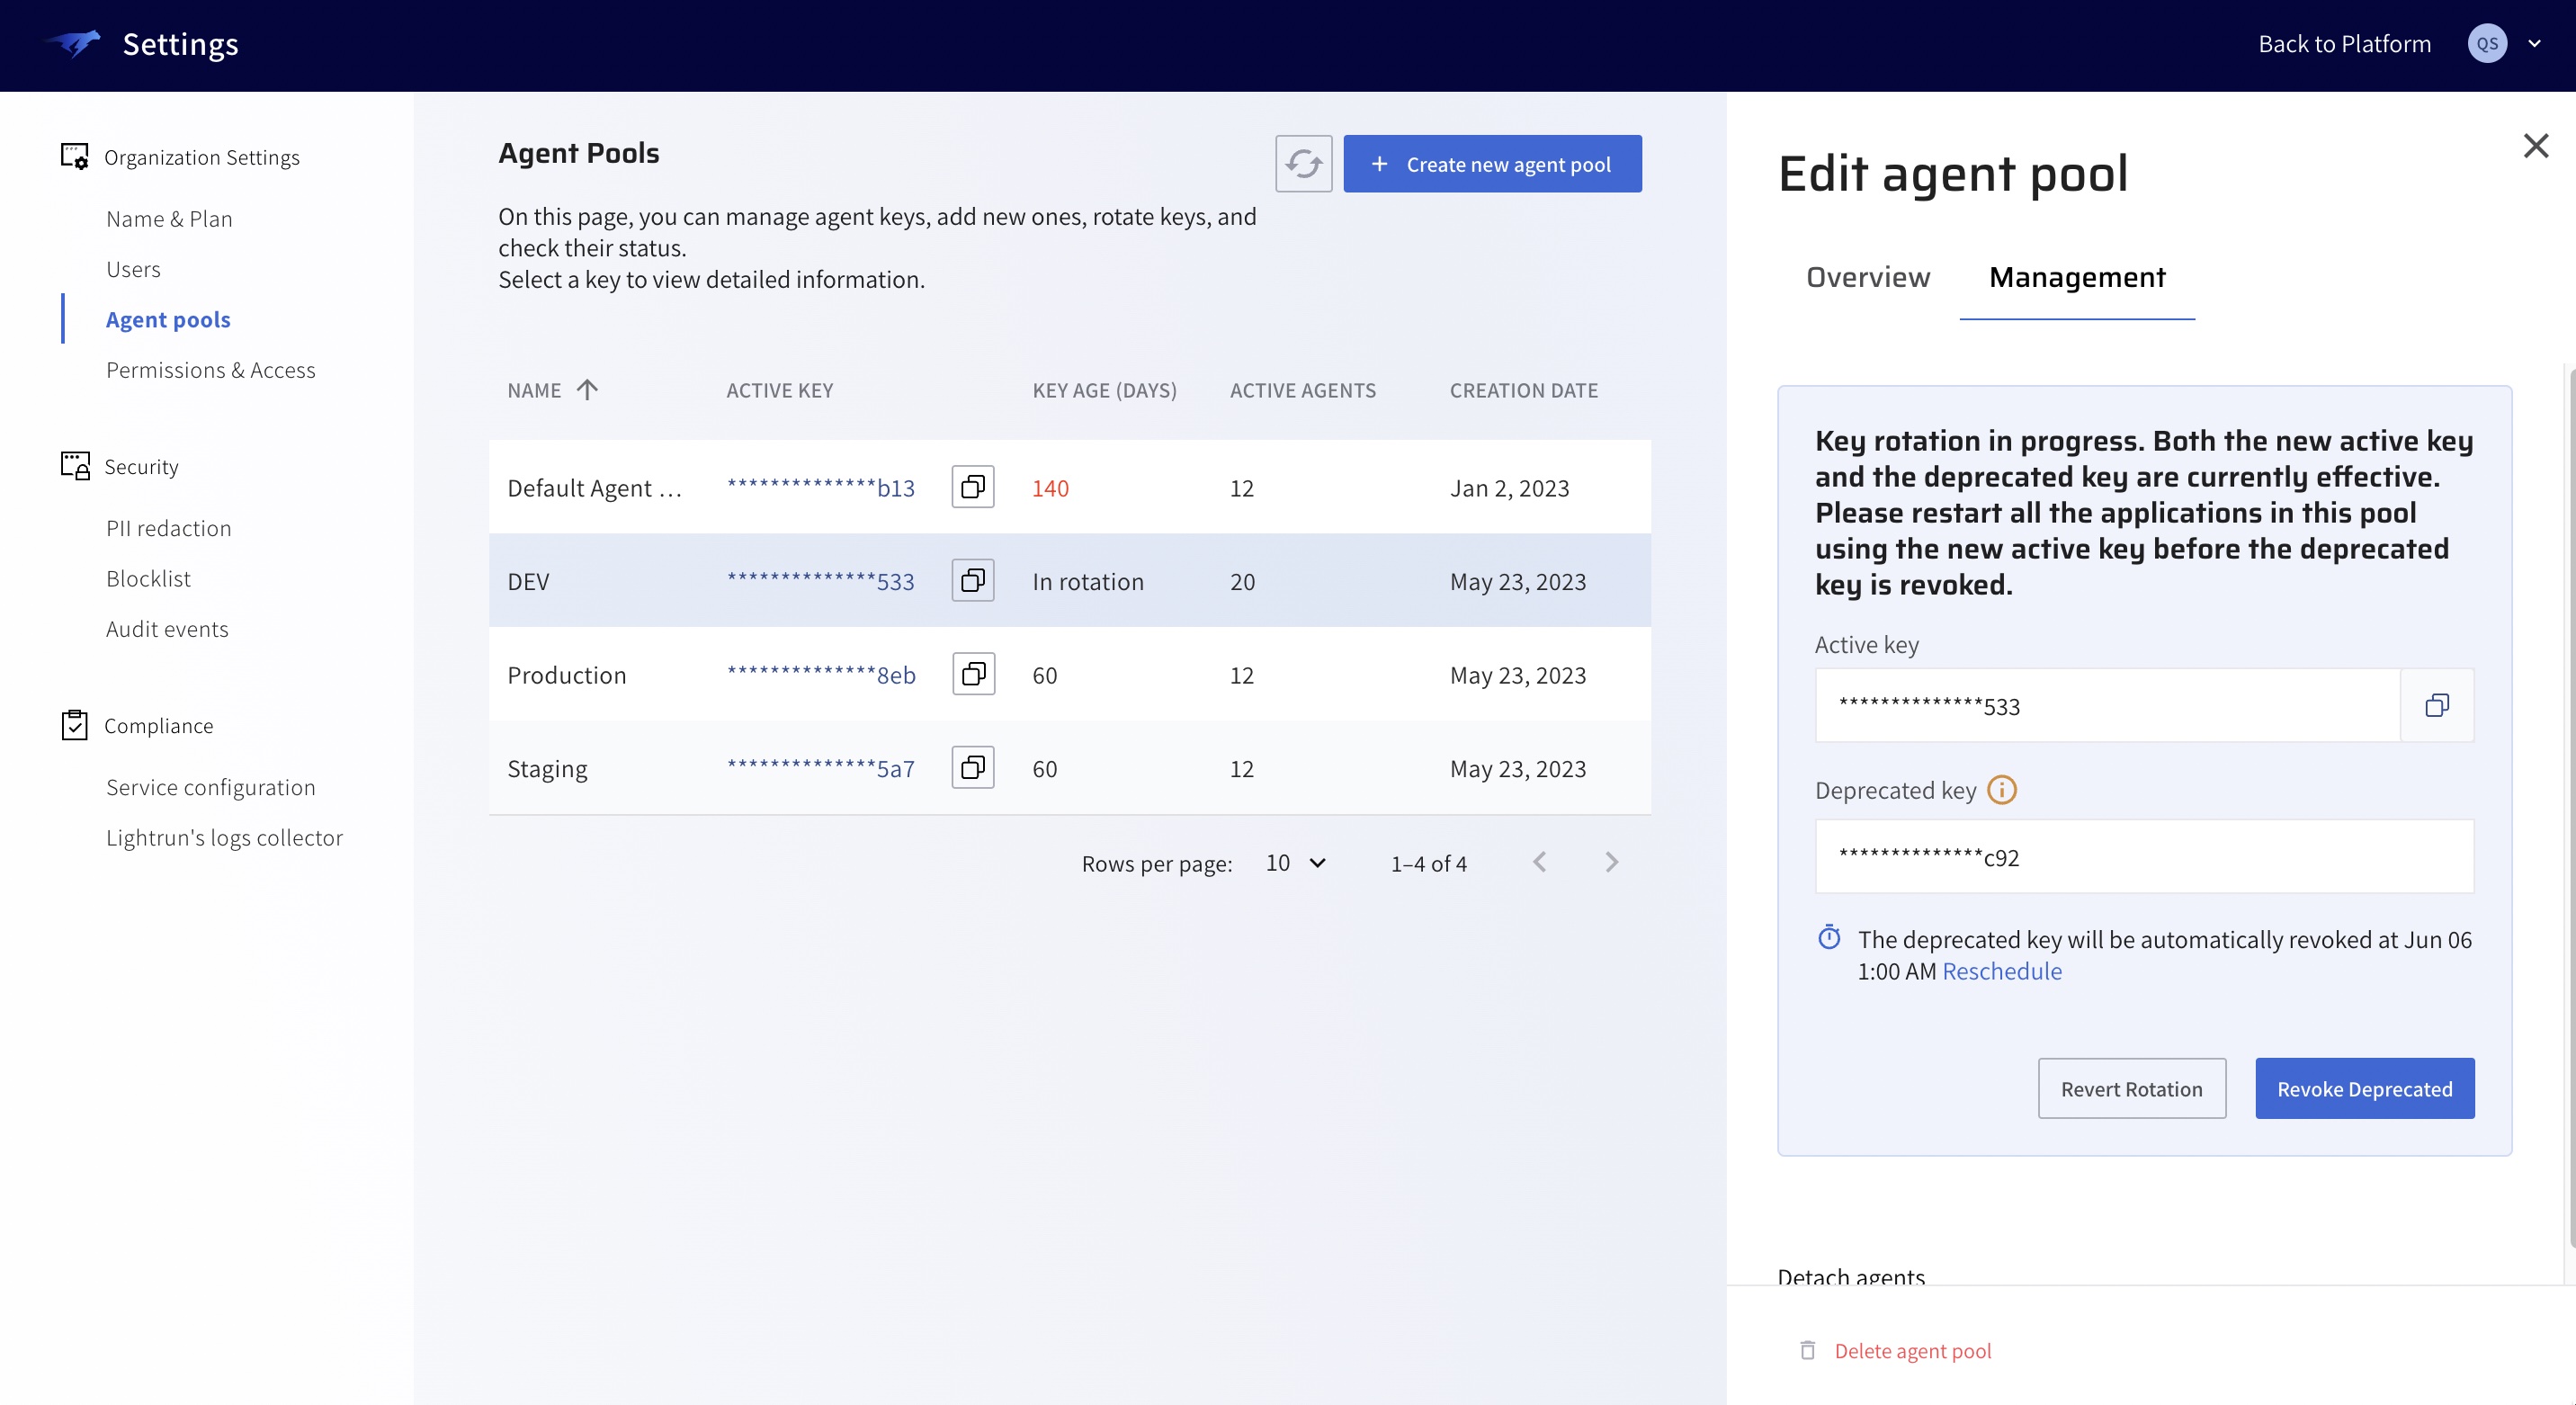 Settings
Back to Platform
QS
Organization Settings
Name & Plan
Users
Agent pools
Permissions & Access
Security
PII redaction
Blocklist
Audit events
Compliance
Service configuration
Lightrun's logs collector
Agent Pools
+ Create new agent pool
On this page, you can manage agent keys, add new ones, rotate keys, and
check their status.
Select a key to view detailed information.
NAME ACTIVE KEY KEY AGE (DAYS) ACTIVE AGENTS CREATION DATE
Default Agent ... **************b13 140 12 Jan 2, 2023
DEV **************533 In rotation 20 May 23, 2023
Production **************8eb 60 12 May 23, 2023
Staging **************5a7 60 12 May 23, 2023
Rows per page: 10 1–4 of 4
Edit agent pool
Overview Management
Key rotation in progress. Both the new active key
and the deprecated key are currently effective.
Please restart all the applications in this pool
using the new active key before the deprecated
key is revoked.
Active key
**************533
Deprecated key
**************c92
The deprecated key will be automatically revoked at Jun 06
1:00 AM Reschedule
Revert Rotation Revoke Deprecated
Detach agents
Delete agent pool